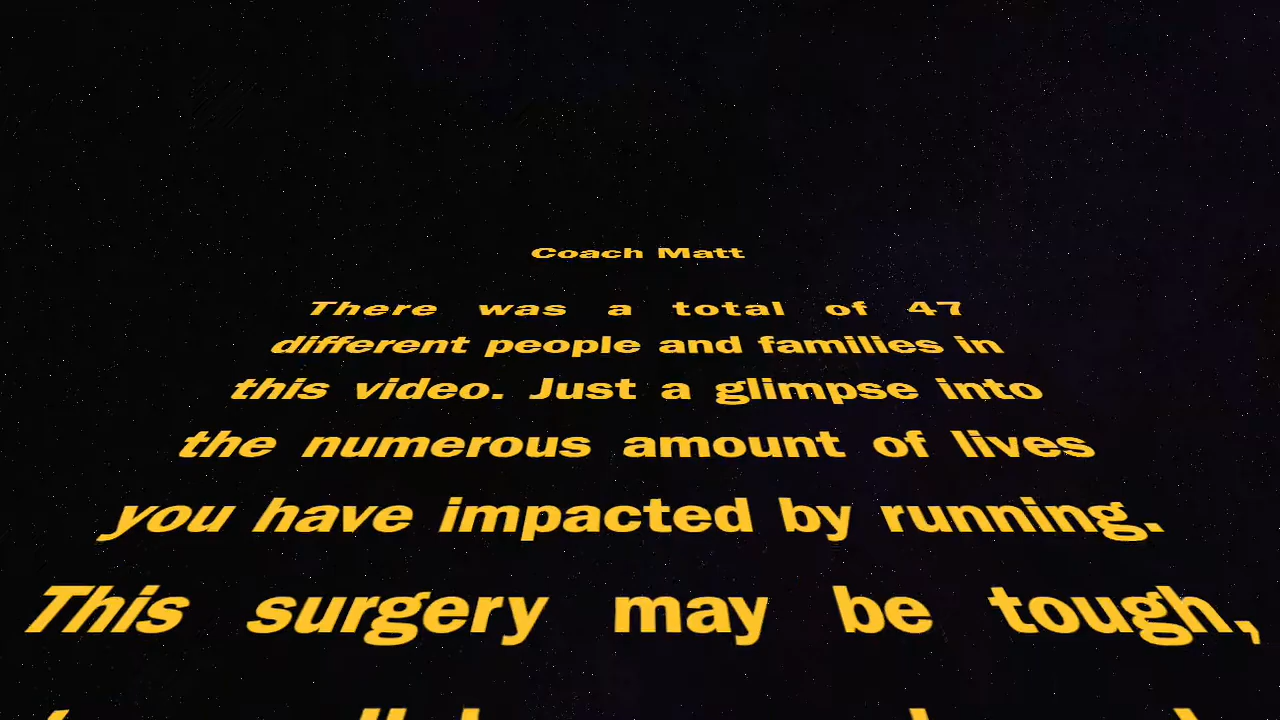 Coach Matt
There was a total of 47
different people and families in
this video. Just a glimpse into
the numerous amount of lives
you have impacted by running.
This surgery may be tough,